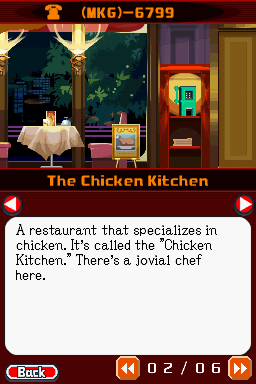 (MKG)-6799
The Chicken Kitchen
A restaurant that specializes in
chicken. It's called the "Chicken
Kitchen." There's a jovial chef
here.
Back
02/06